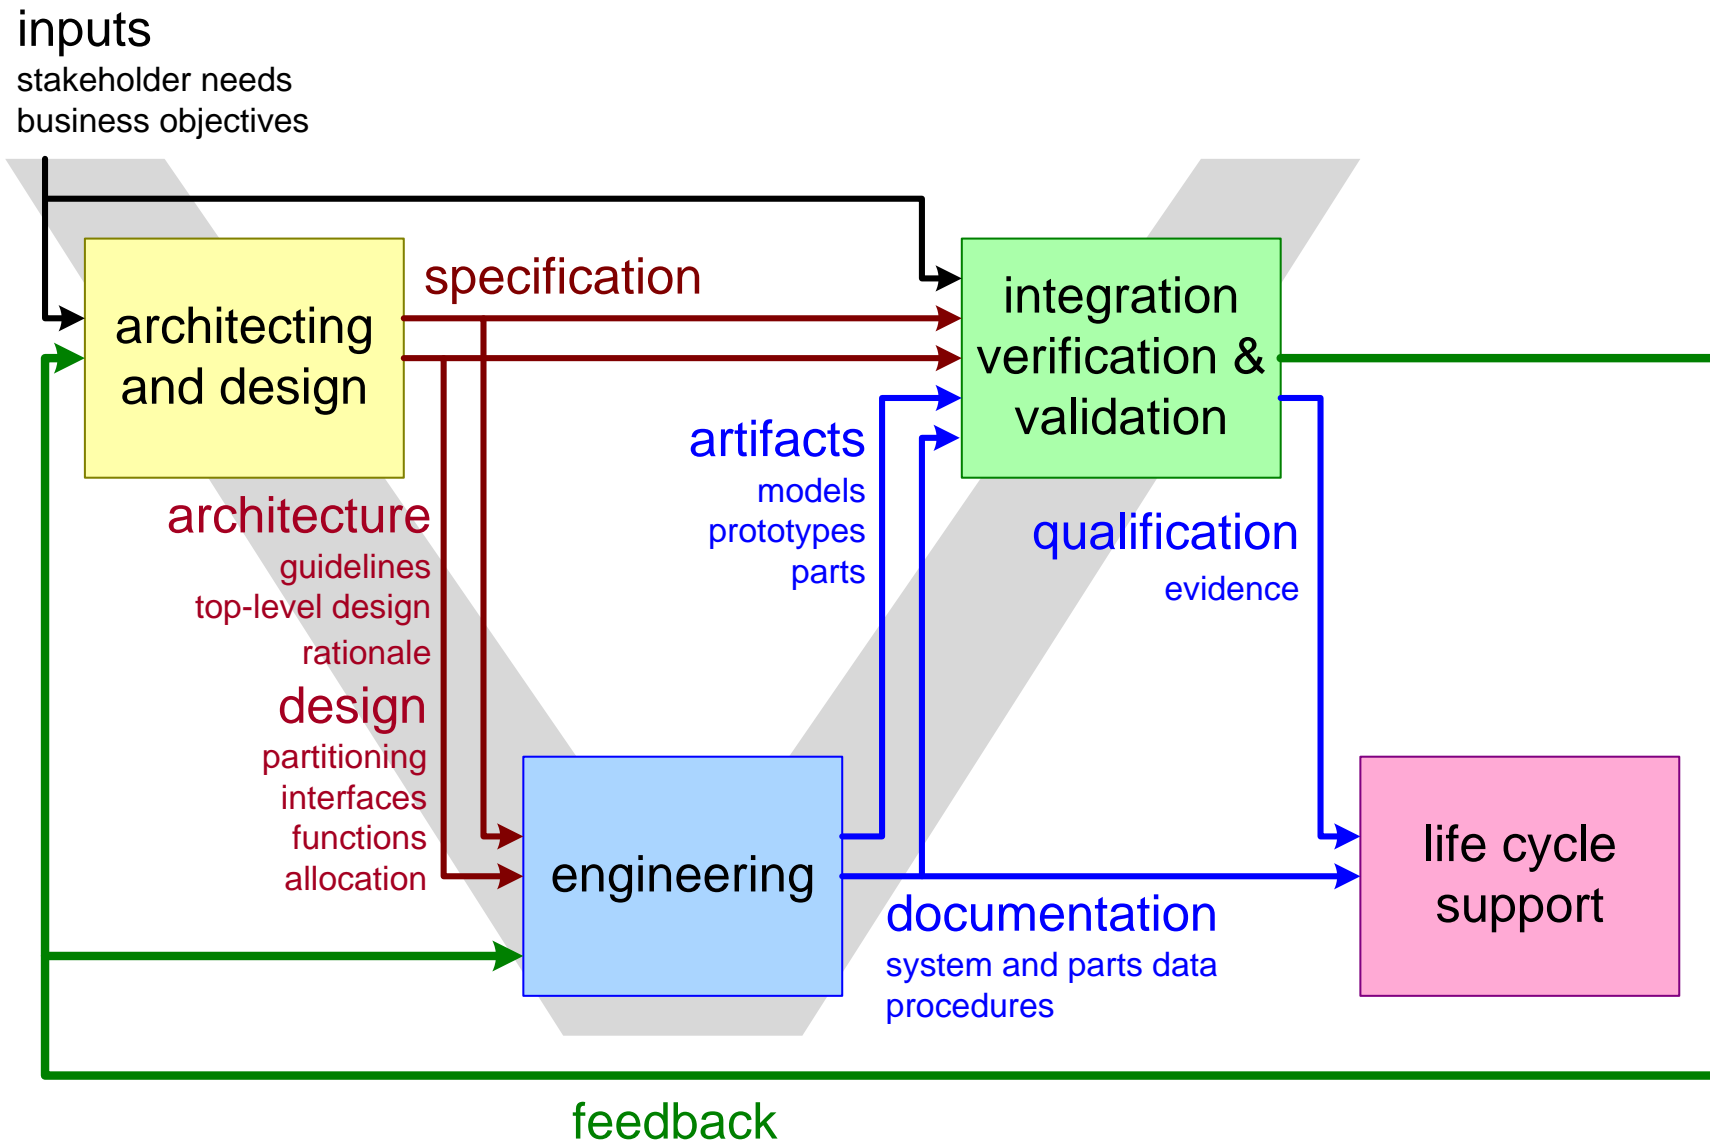 inputs
stakeholder needs
business objectives
specification
architecting
and design
integration
verification &
validation
artifacts
models
prototypes
parts
architecture
guidelines
top-level design
rationale
design
partitioning
interfaces
functions
allocation
qualification
evidence
engineering
life cycle
support
documentation
system and parts data
procedures
feedback